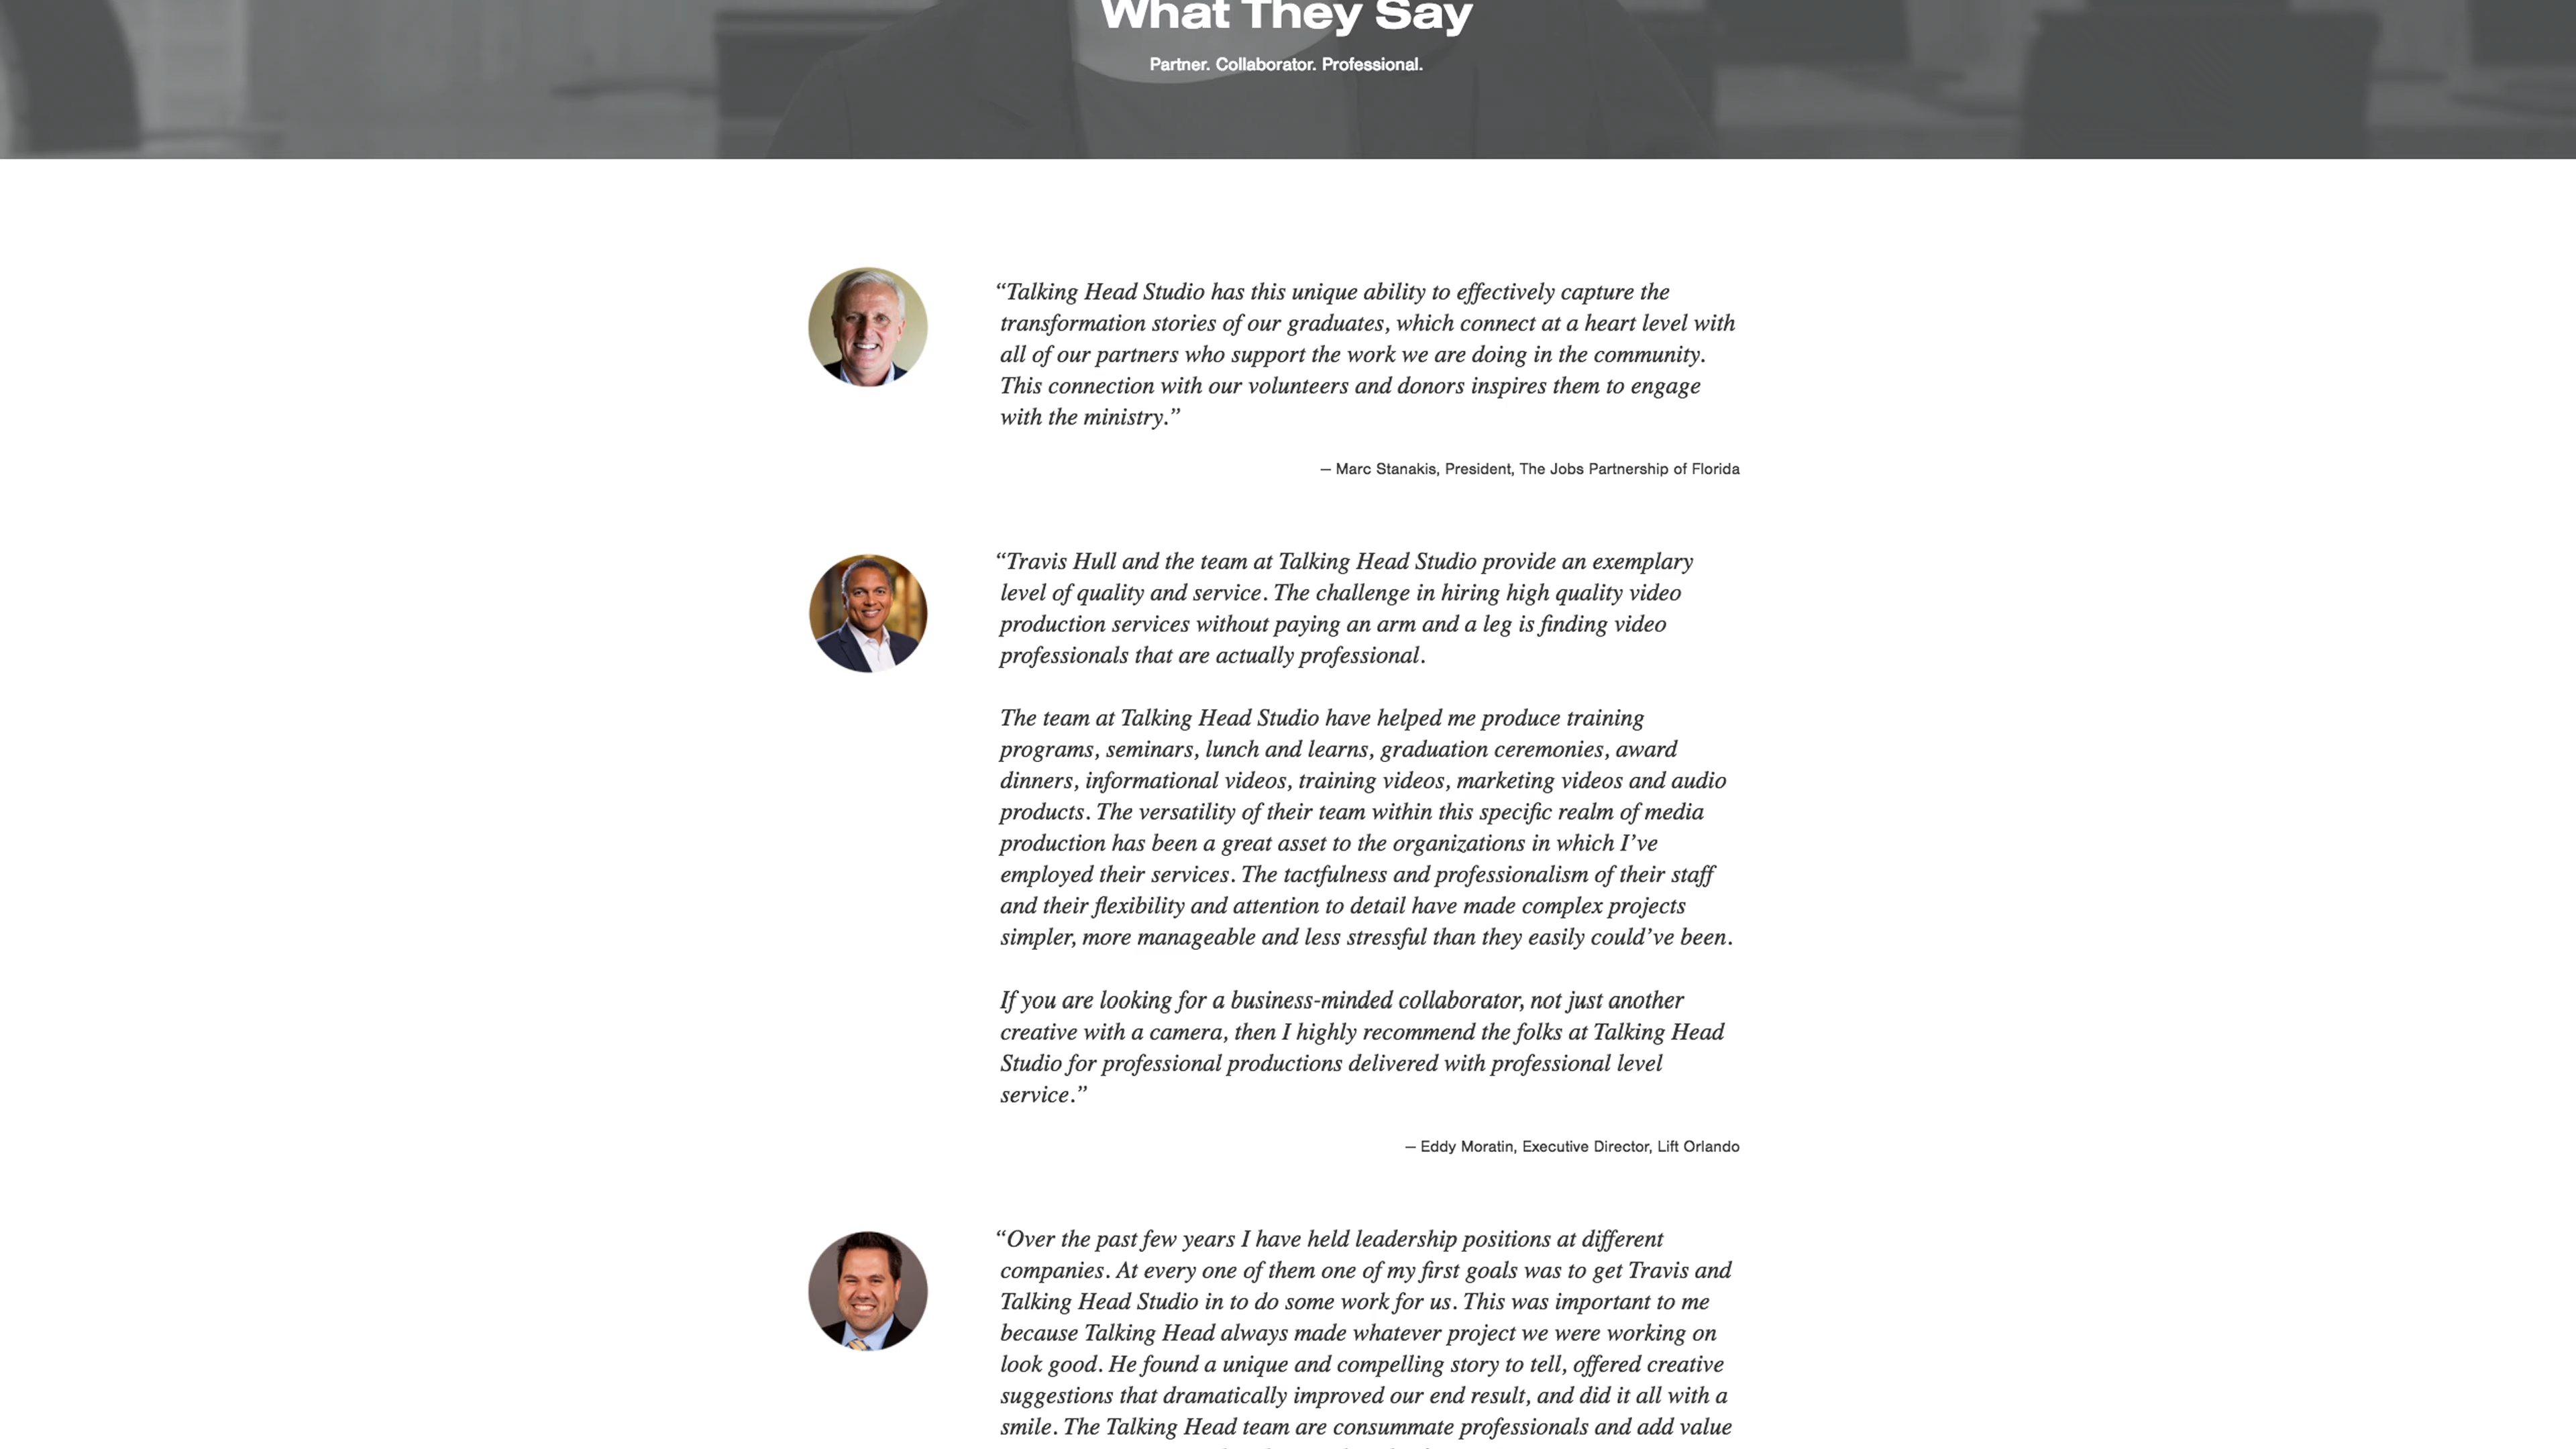 What They Say
Partner. Collaborator. Professional.
“Talking Head Studio has this unique ability to effectively capture the
transformation stories of our graduates, which connect at a heart level with
all of our partners who support the work we are doing in the community.
This connection with our volunteers and donors inspires them to engage
with the ministry.”
— Marc Stanakis, President, The Jobs Partnership of Florida
“Travis Hull and the team at Talking Head Studio provide an exemplary
level of quality and service. The challenge in hiring high quality video
production services without paying an arm and a leg is finding video
professionals that are actually professional.
The team at Talking Head Studio have helped me produce training
programs, seminars, lunch and learns, graduation ceremonies, award
dinners, informational videos, training videos, marketing videos and audio
products. The versatility of their team within this specific realm of media
production has been a great asset to the organizations in which I’ve
employed their services. The tactfulness and professionalism of their staff
and their flexibility and attention to detail have made complex projects
simpler, more manageable and less stressful than they easily could’ve been.
If you are looking for a business-minded collaborator, not just another
creative with a camera, then I highly recommend the folks at Talking Head
Studio for professional productions delivered with professional level
service.”
— Eddy Moratin, Executive Director, Lift Orlando
“Over the past few years I have held leadership positions at different
companies. At every one of them one of my first goals was to get Travis and
Talking Head Studio in to do some work for us. This was important to me
because Talking Head always made whatever project we were working on
look good. He found a unique and compelling story to tell, offered creative
suggestions that dramatically improved our end result, and did it all with a
smile. The Talking Head team are consummate professionals and add value